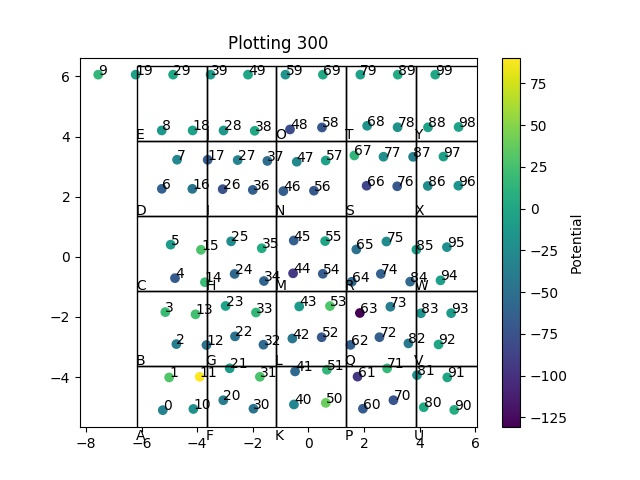 Plotting 300
9 19 29 39 49 59 69 79 89 99
8 18 28 38 48 58 68 78 88 98
E O T Y
7 17 27 37 47 57 67 77 87 97
6 16 26 36 46 56 66 76 86 96
D I N S X
5 15 25 35 45 55 65 75 85 95
4 14 24 34 44 54 64 74 84 94
C H M R W
3 13 23 33 43 53 63 73 83 93
2 12 22 32 42 52 62 72 82 92
B G L Q V
1 11 21 31 41 51 61 71 81 91
0 10 20 30 40 50 60 70 80 90
A F K P U
6
4
2
0
−2
−4
−8 −6 −4 −2 0 2 4 6
75
50
25
0
−25
−50
−75
−100
−125
Potential